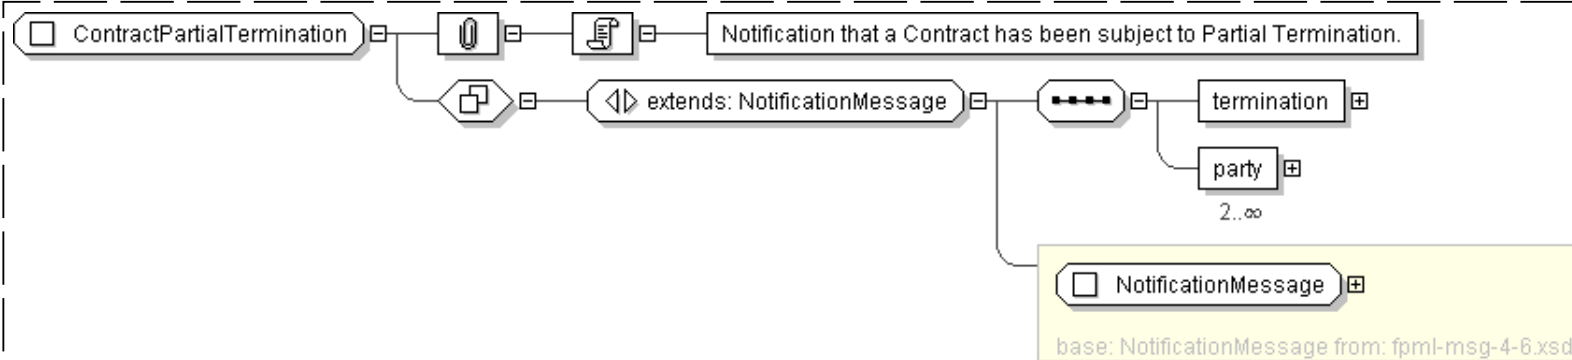 ContractPartialTermination
Notification that a Contract has been subject to Partial Termination.
extends: NotificationMessage
termination
party
2..∞
NotificationMessage
base: NotificationMessage from: fpml-msg-4-6.xsd